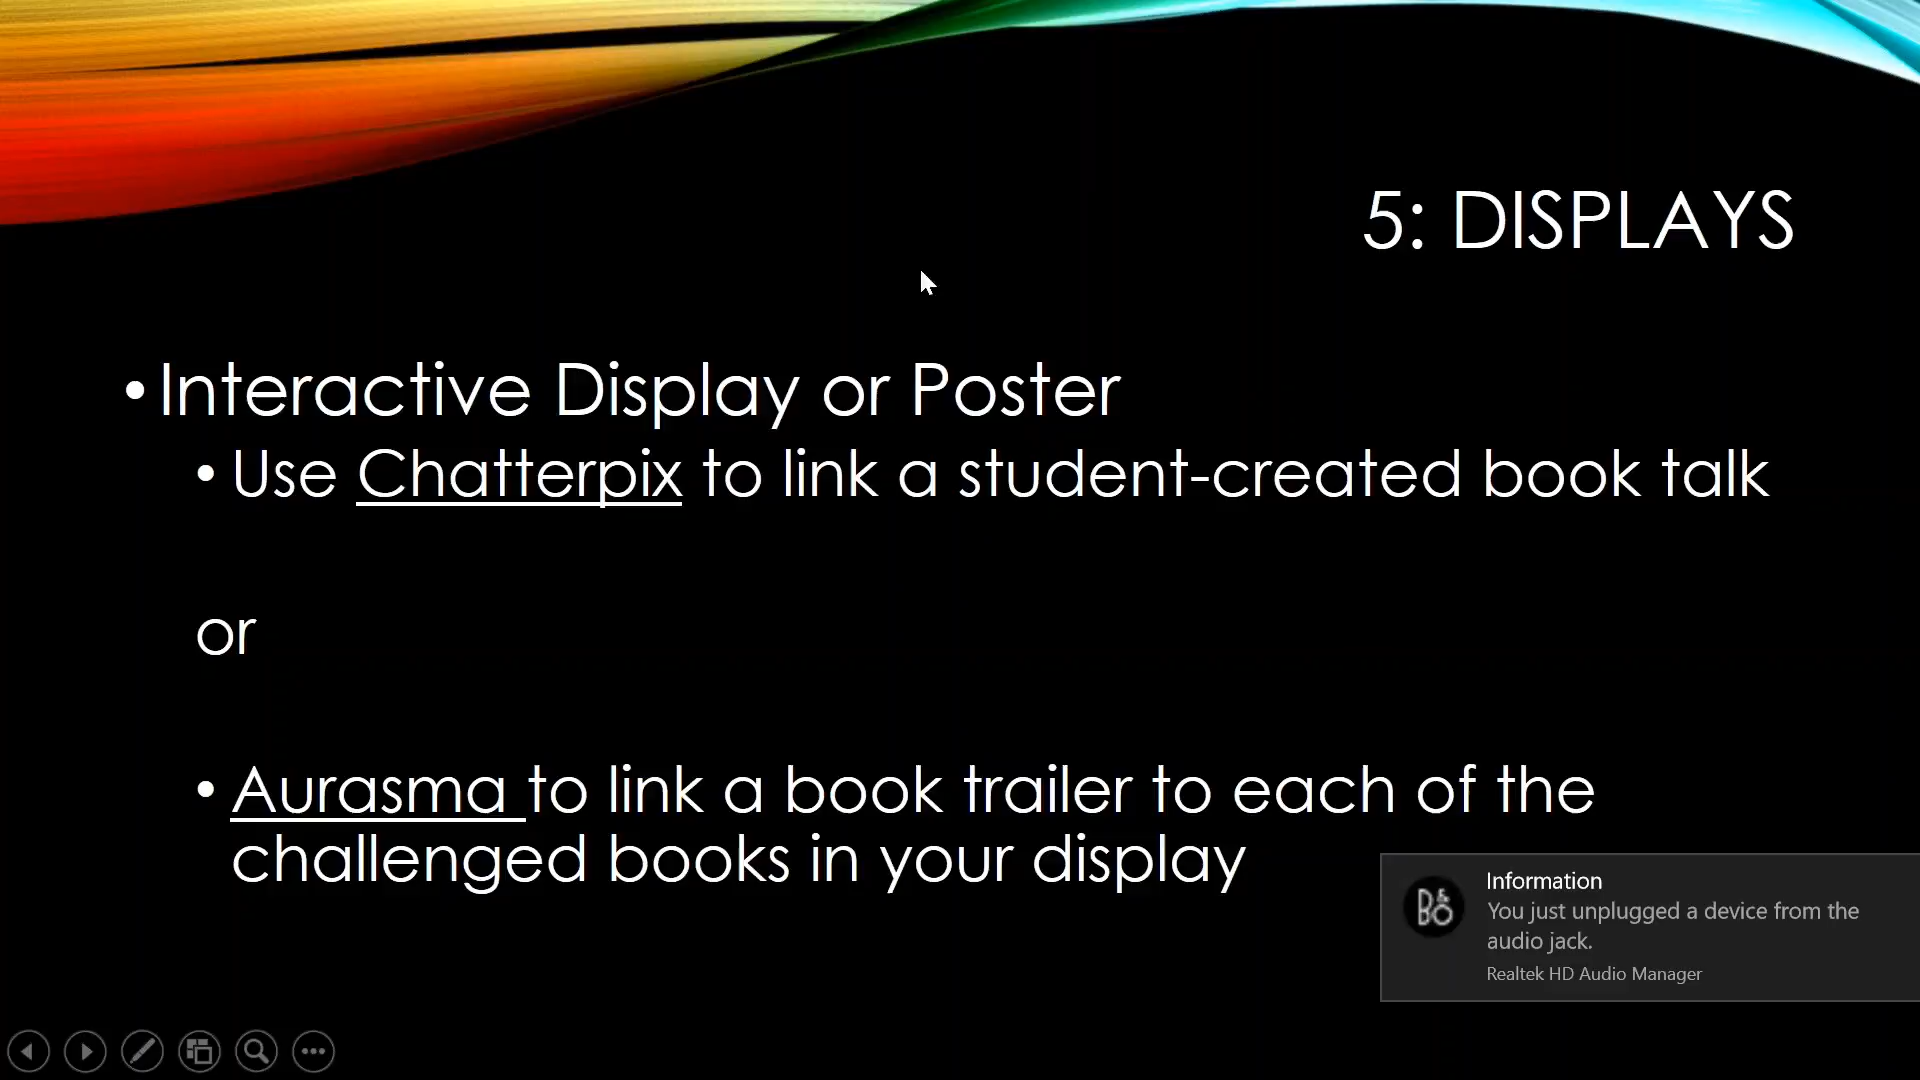 5: DISPLAYS
•Interactive Display or Poster
•Use Chatterpix to link a student-created book talk
or
•Aurasma to link a book trailer to each of the
challenged books in your display
B&O
Information
You just unplugged a device from the
audio jack.
Realtek HD Audio Manager